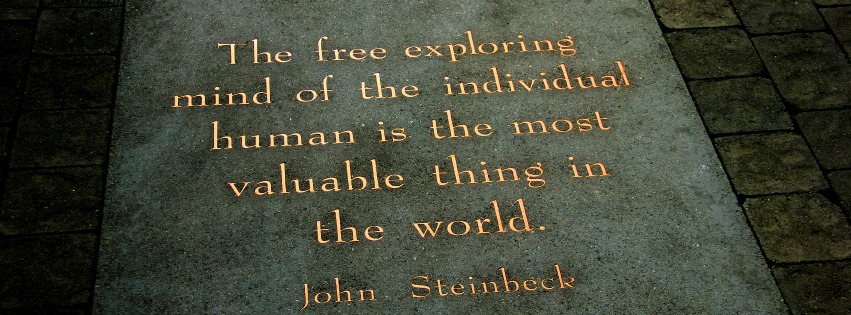 The free exploring
mind of the individual
human is the most
valuable thing in
the world.
John Steinbeck